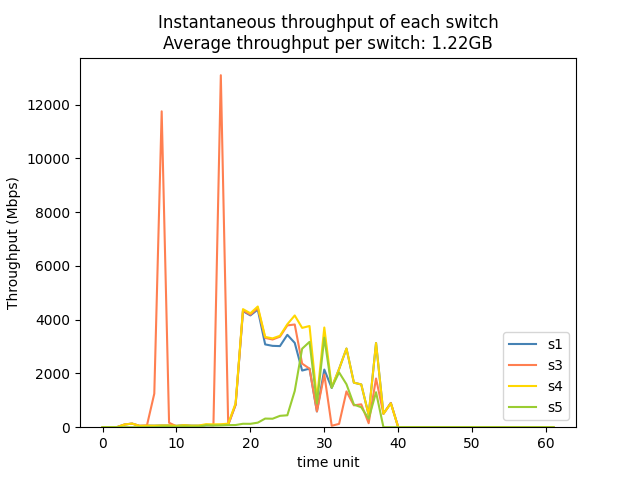 Instantaneous throughput of each switch
Average throughput per switch: 1.22GB
Throughput (Mbps)
12000
10000
8000
6000
4000
2000
0
0 10 20 30 40 50 60
time unit
s1
s3
s4
s5